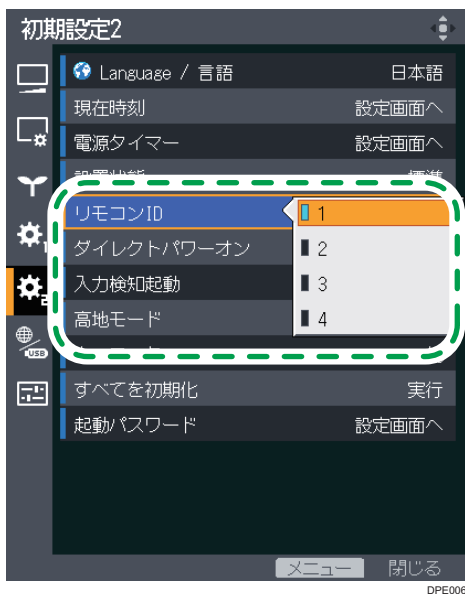 初期設定2
Language / 言語 日本語
現在時刻 設定画面へ
電源タイマー 設定画面へ
リモコンID 1
ダイレクトパワーオン 2
入力検知起動 3
高地モード 4
すべてを初期化 実行
起動パスワード 設定画面へ
1
2
USB
メニュー 閉じる
DPE006